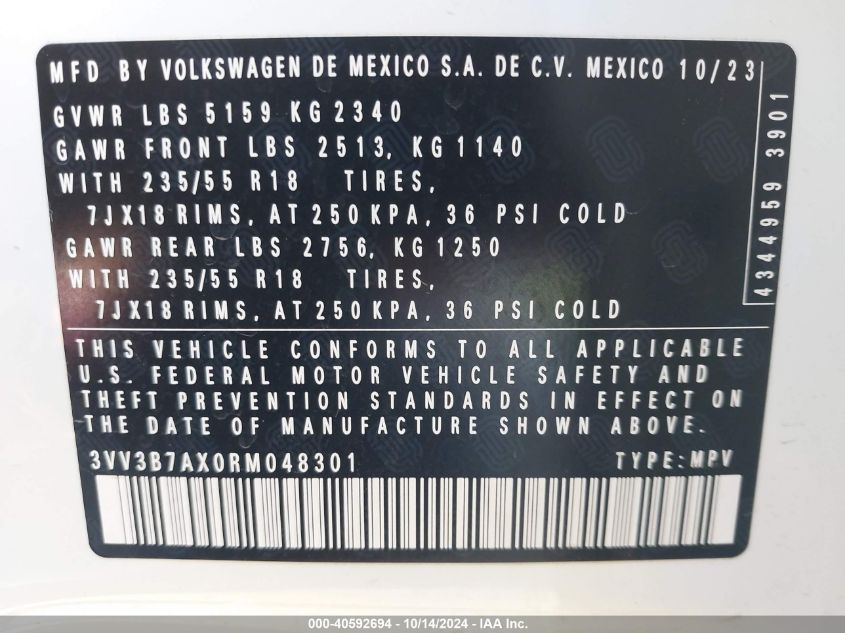 MFD BY VOLKSWAGEN DE MEXICO S.A. DE C.V. MEXICO 10/23
GVWR LBS 5159 KG 2340
GAWR FRONT LBS 2513, KG 1140
WITH 235/55 R18 TIRES,
7JX18 RIMS, AT 250 KPA, 36 PSI COLD
GAWR REAR LBS 2756, KG 1250
WITH 235/55 R18 TIRES,
7JX18 RIMS, AT 250 KPA, 36 PSI COLD
4344959 3901
THIS VEHICLE CONFORMS TO ALL APPLICABLE
U.S. FEDERAL MOTOR VEHICLE SAFETY AND
THEFT PREVENTION STANDARDS IN EFFECT ON
THE DATE OF MANUFACTURE SHOWN ABOVE.
3VV3B7AX0RM048301 TYPE: MPV
000-40592694 - 10/14/2024 - IAA Inc.